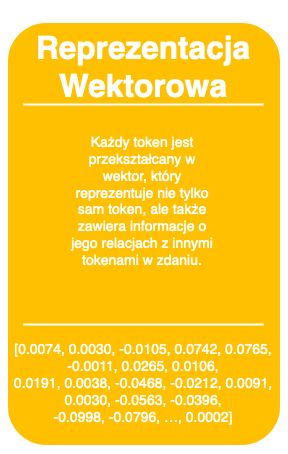 Reprezentacja
Wektorowa
Każdy token jest
przekształcany w
wektor, który
reprezentuje nie tylko
sam token, ale także
zawiera informacje o
jego relacjach z innymi
tokenami w zdaniu.
[0.0074, 0.0030, -0.0105, 0.0742, 0.0765,
-0.0011, 0.0265, 0.0106,
0.0191, 0.0038, -0.0468, -0.0212, 0.0091,
0.0030, -0.0563, -0.0396,
-0.0998, -0.0796, …, 0.0002]